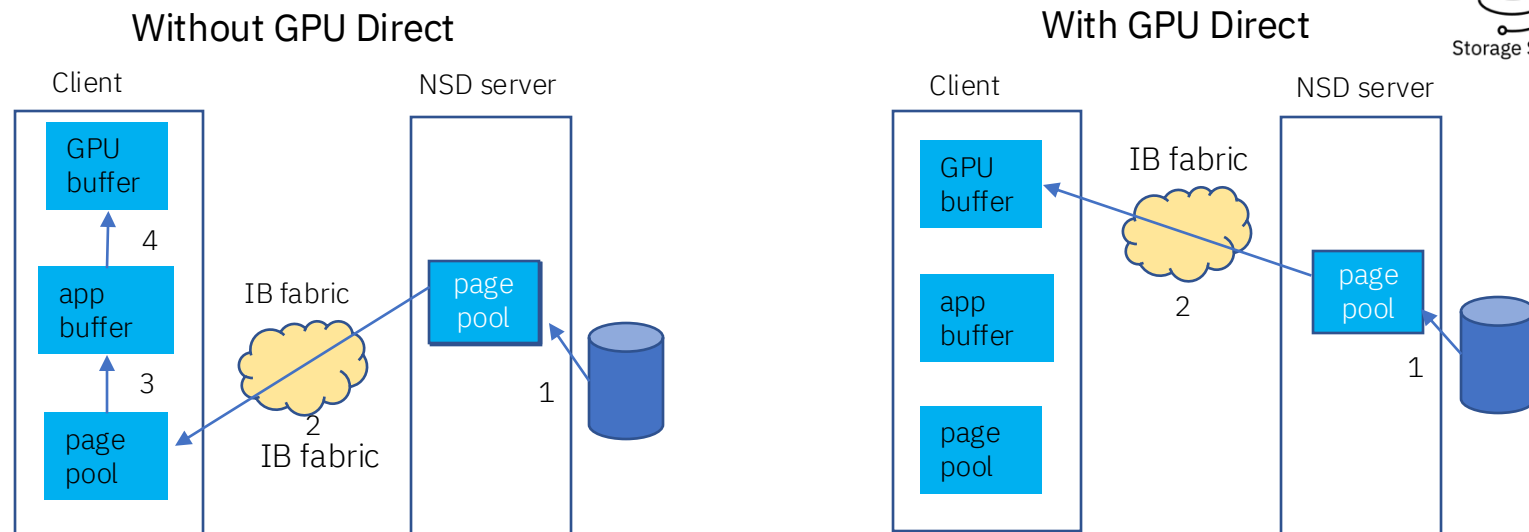 Without GPU Direct
Client
NSD server
GPU
buffer
4
app
buffer
3
page
pool
IB fabric
2
IB fabric
page
pool
1
With GPU Direct
Storage
Client
NSD server
GPU
buffer
app
buffer
page
pool
IB fabric
2
page
pool
1